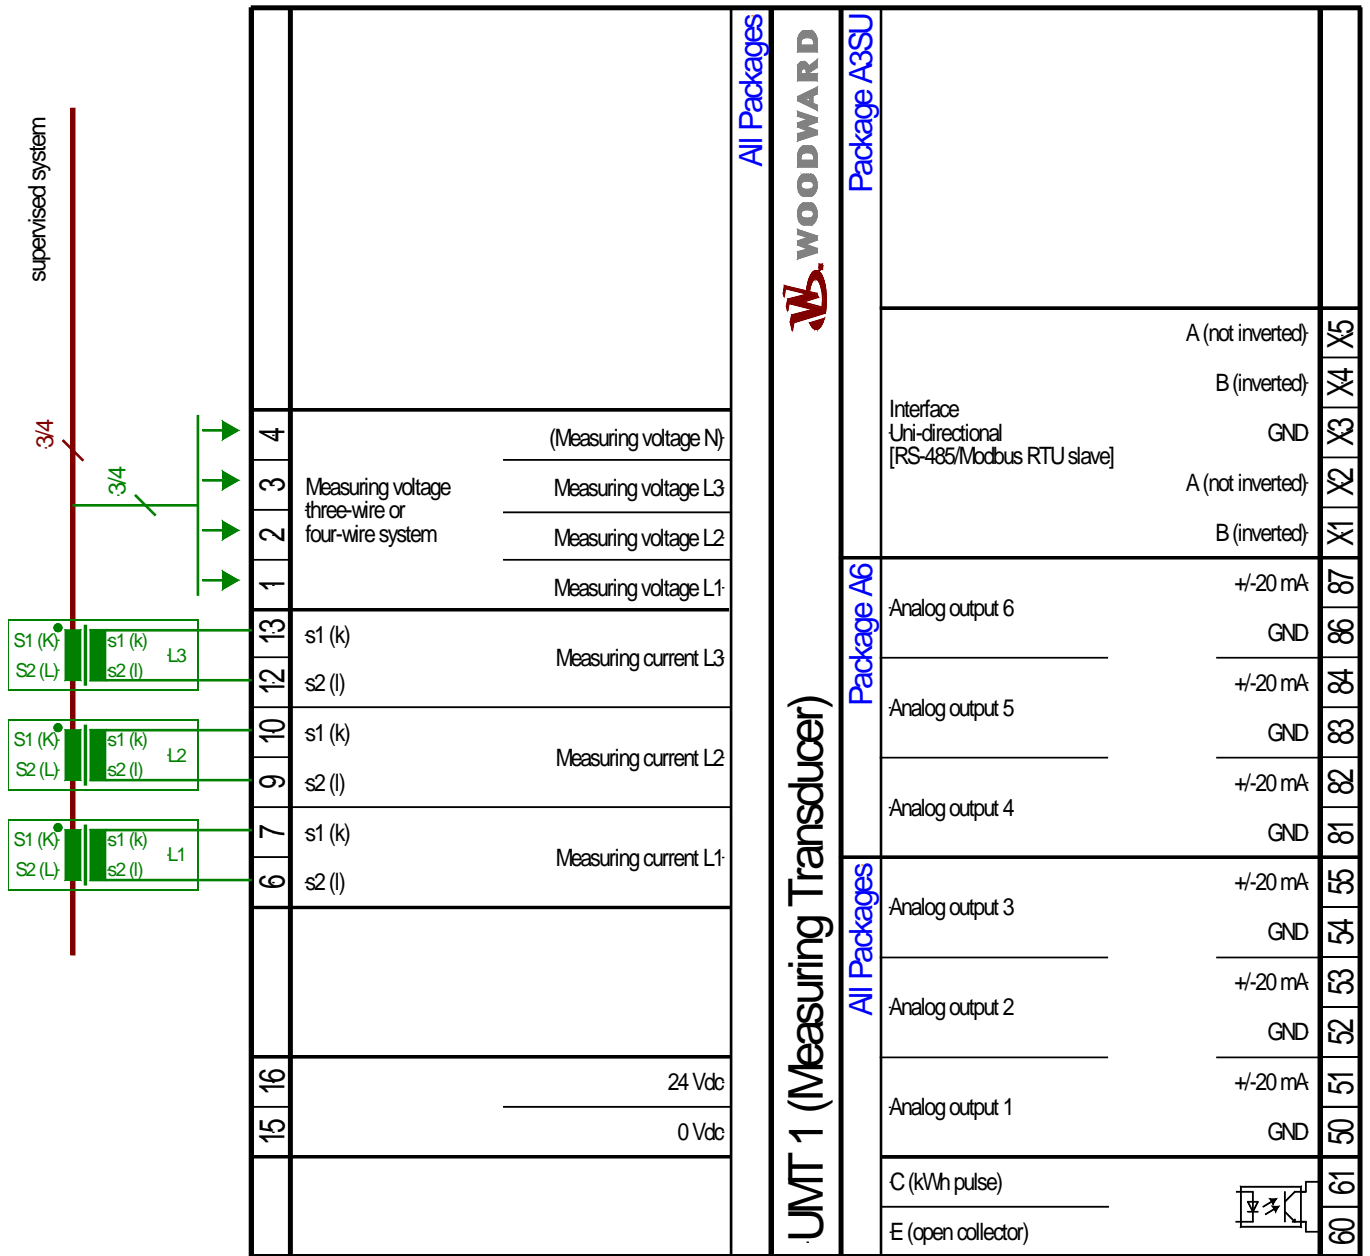 supervised system
3/4
3/4
S1 (K)
S2 (L)
s1 (k)
s2 (l)
L3
S1 (K)
S2 (L)
s1 (k)
s2 (l)
L2
S1 (K)
S2 (L)
s1 (k)
s2 (l)
L1
4
(Measuring voltage N)
3
Measuring voltage L3
2
Measuring voltage L2
1
Measuring voltage L1
Measuring voltage
three-wire or
four-wire system
13
s1 (k)
12
s2 (l)
Measuring current L3
10
s1 (k)
9
s2 (l)
Measuring current L2
7
s1 (k)
6
s2 (l)
Measuring current L1
16
24 Vdc
15
0 Vdc
All Packages
UMT 1 (Measuring Transducer)
WOODWARD
Package A3SU
Interface
Uni-directional
[RS-485/Modbus RTU slave]
A (not inverted)
X5
B (inverted)
X4
GND
X3
A (not inverted)
X2
B (inverted)
X1
Package A6
Analog output 6
+/-20 mA
87
GND
86
Analog output 5
+/-20 mA
84
GND
83
Analog output 4
+/-20 mA
82
GND
81
All Packages
Analog output 3
+/-20 mA
55
GND
54
Analog output 2
+/-20 mA
53
GND
52
Analog output 1
+/-20 mA
51
GND
50
C (kWh pulse)
61
E (open collector)
60